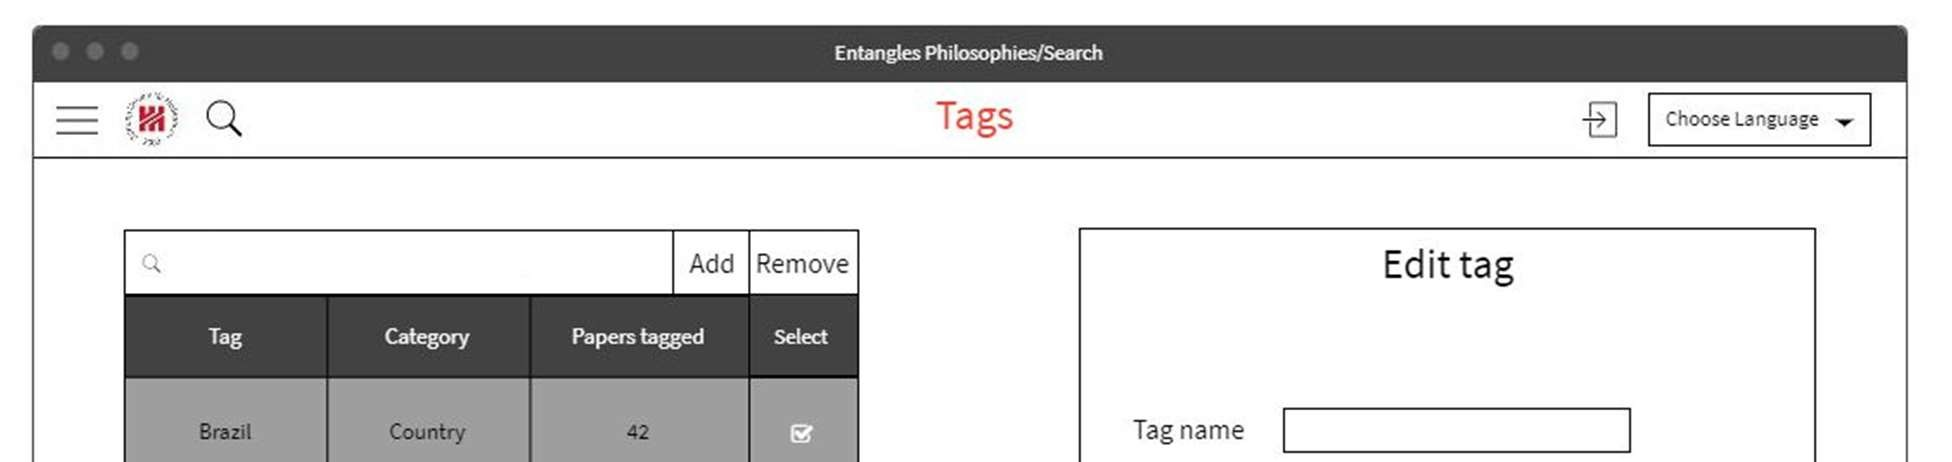 Entangles Philosophies/Search
Tags
Choose Language
Add Remove
Tag Category Papers tagged Select
Brazil Country 42
Edit tag
Tag name